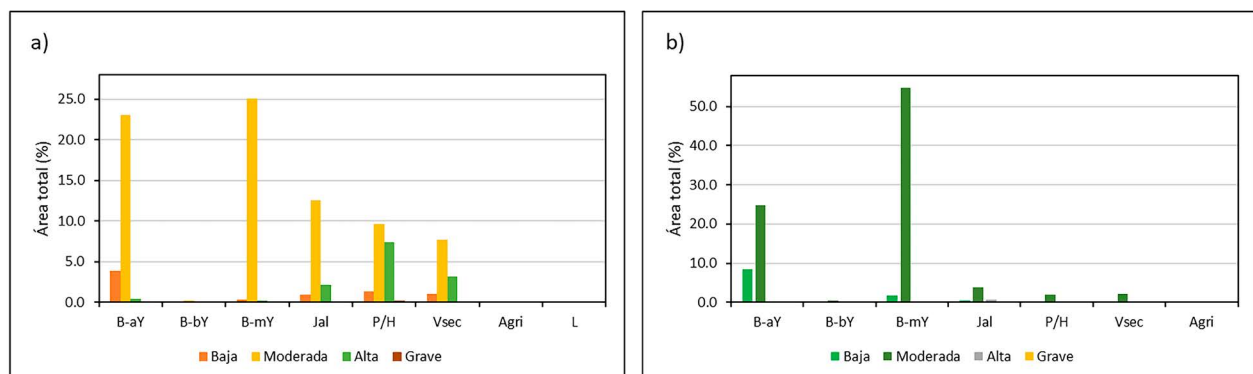 a)
Área total (%)
25.0
20.0
15.0
10.0
5.0
0.0
B-aY B-bY B-mY Jal P/H Vsec Agri L
Baja Moderada Alta Grave
b)
Área total (%)
50.0
40.0
30.0
20.0
10.0
0.0
B-aY B-bY B-mY Jal P/H Vsec Agri
Baja Moderada Alta Grave